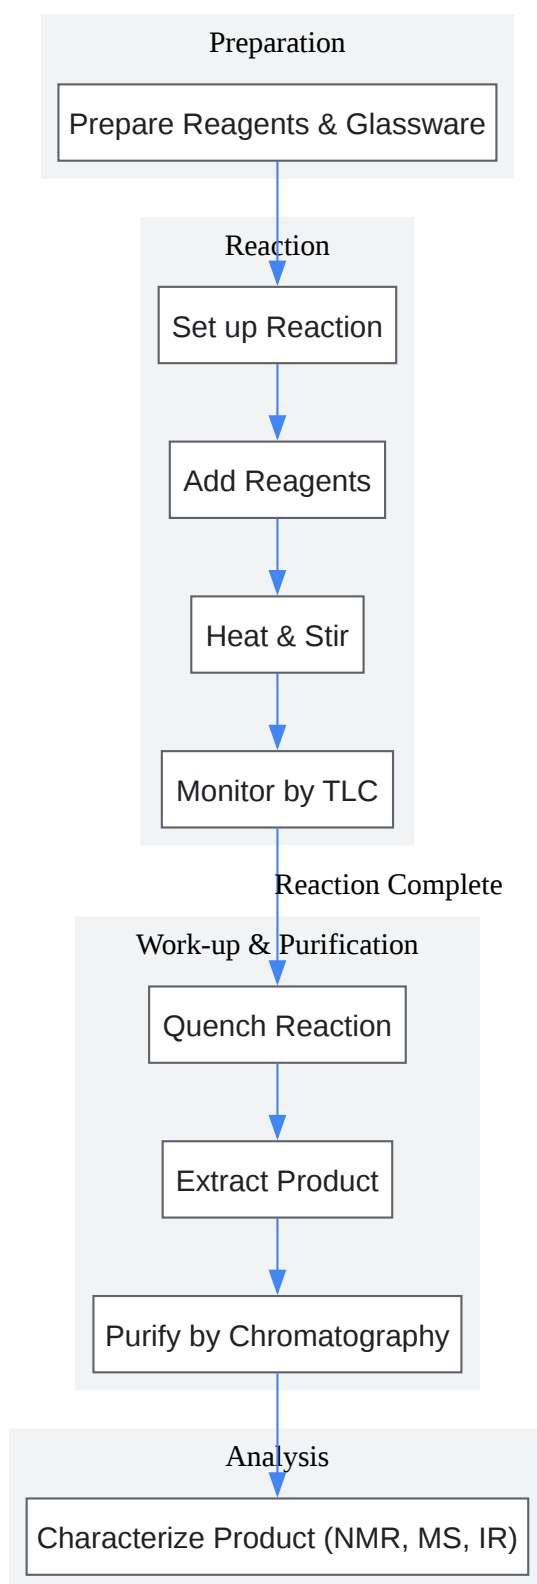 Preparation
Prepare Reagents & Glassware
Reaction
Set up Reaction
Add Reagents
Heat & Stir
Monitor by TLC
Reaction Complete
Work-up & Purification
Quench Reaction
Extract Product
Purify by Chromatography
Analysis
Characterize Product (NMR, MS, IR)